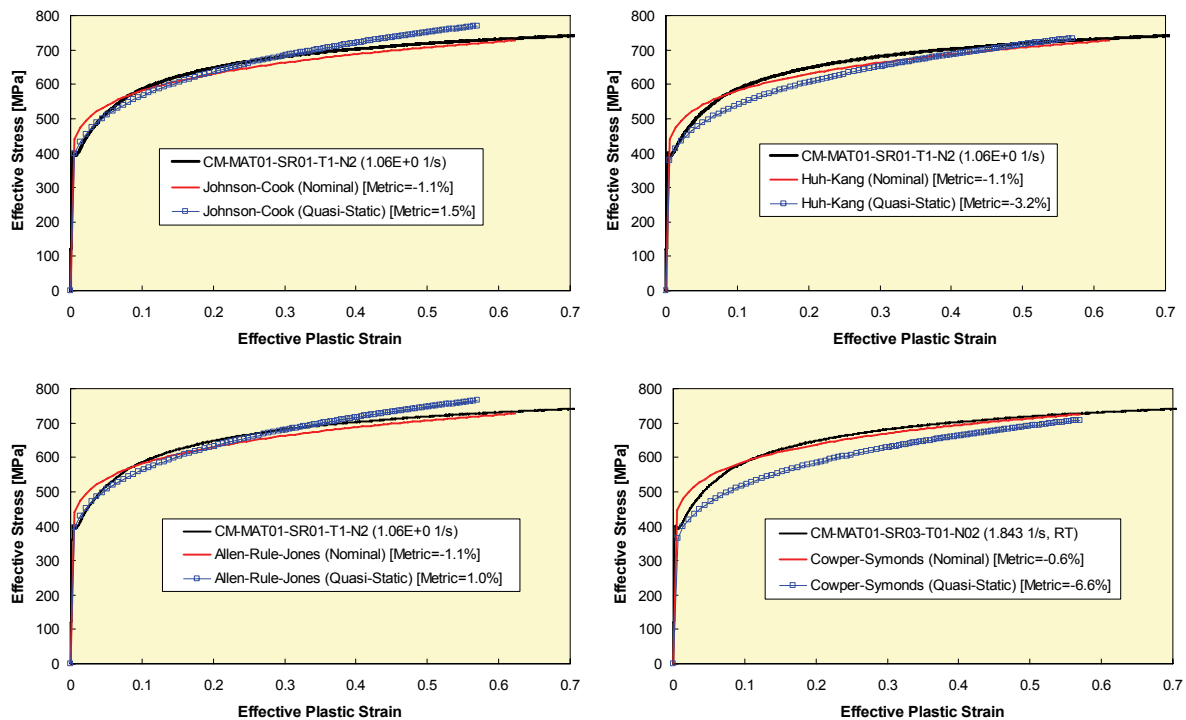 800
700
600
500
400
300
200
100
0
Effective Stress [MPa]
CM-MAT01-SR01-T1-N2 (1.06E+0 1/s)
Johnson-Cook (Nominal) [Metric=-1.1%]
Johnson-Cook (Quasi-Static) [Metric=1.5%]
0 0.1 0.2 0.3 0.4 0.5 0.6 0.7
Effective Plastic Strain
800
700
600
500
400
300
200
100
0
Effective Stress [MPa]
CM-MAT01-SR01-T1-N2 (1.06E+0 1/s)
Huh-Kang (Nominal) [Metric=-1.1%]
Huh-Kang (Quasi-Static) [Metric=-3.2%]
0 0.1 0.2 0.3 0.4 0.5 0.6 0.7
Effective Plastic Strain
800
700
600
500
400
300
200
100
0
Effective Stress [MPa]
CM-MAT01-SR01-T1-N2 (1.06E+0 1/s)
Allen-Rule-Jones (Nominal) [Metric=-1.1%]
Allen-Rule-Jones (Quasi-Static) [Metric=1.0%]
0 0.1 0.2 0.3 0.4 0.5 0.6 0.7
Effective Plastic Strain
800
700
600
500
400
300
200
100
0
Effective Stress [MPa]
CM-MAT01-SR03-T01-N02 (1.843 1/s, RT)
Cowper-Symonds (Nominal) [Metric=-0.6%]
Cowper-Symonds (Quasi-Static) [Metric=-6.6%]
0 0.1 0.2 0.3 0.4 0.5 0.6 0.7
Effective Plastic Strain